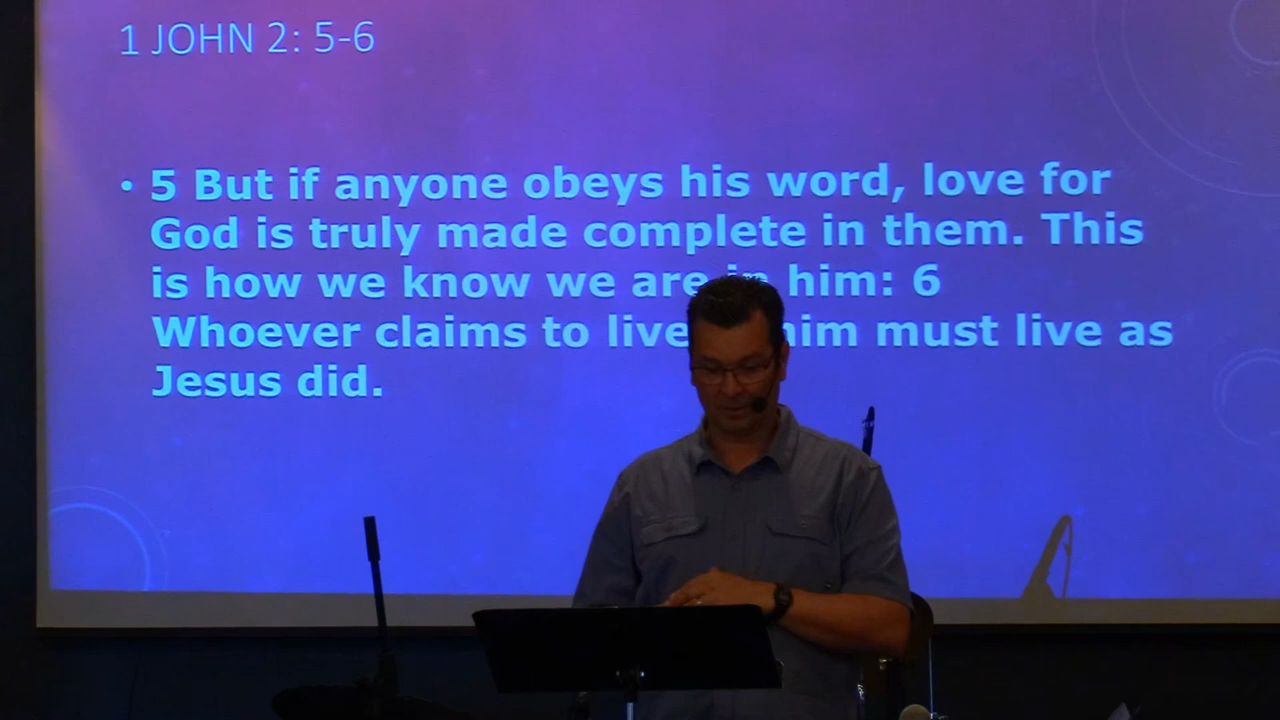 1 JOHN 2: 5-6
• 5 But if anyone obeys his word, love for
God is truly made complete in them. This
is how we know we are in him: 6
Whoever claims to live him must live as
Jesus did.